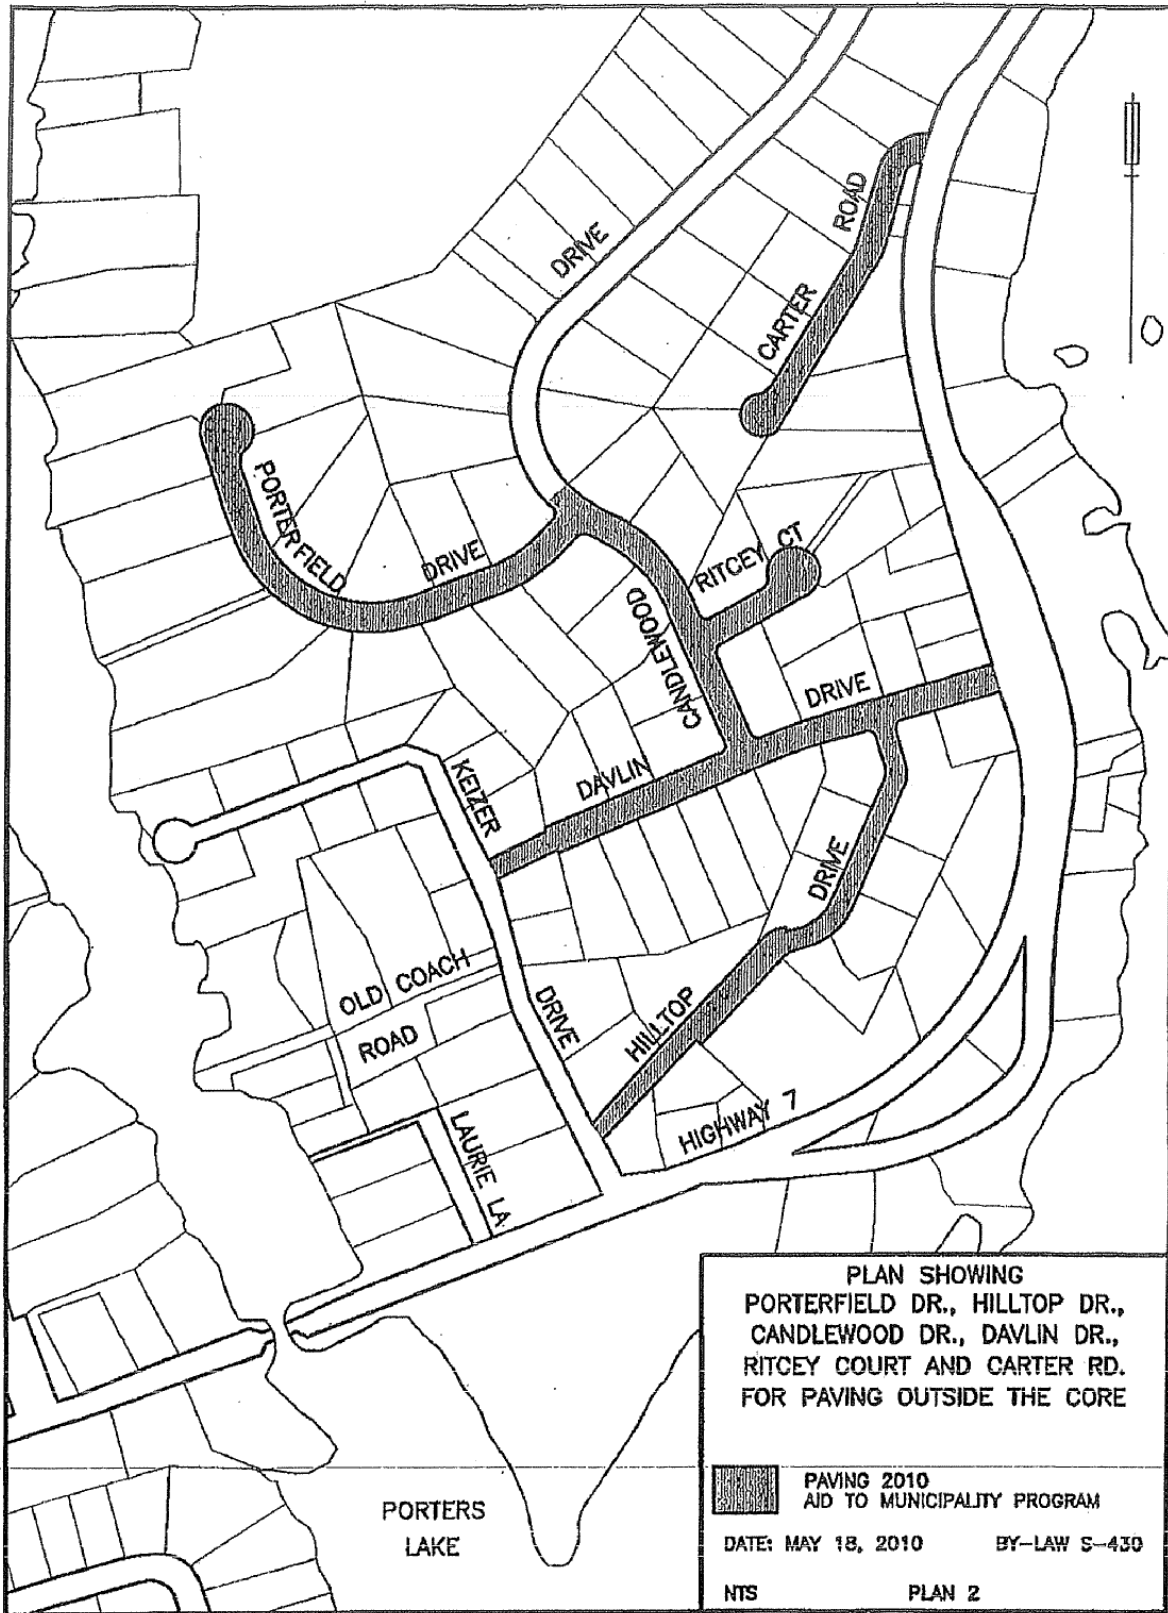 DRIVE
CARTER ROAD
PORTERFIELD DRIVE
RITCEY CT
CANDLEWOOD
DRIVE
DAVLIN
KEIZER
DRIVE
OLD COACH
ROAD
DRIVE
HILLTOP
LAURIE LA
HIGHWAY 7
PORTERS
LAKE
PLAN SHOWING
PORTERFIELD DR., HILLTOP DR.,
CANDLEWOOD DR., DAVLIN DR.,
RITCEY COURT AND CARTER RD.
FOR PAVING OUTSIDE THE CORE
PAVING 2010
AID TO MUNICIPALITY PROGRAM
DATE: MAY 18, 2010 BY-LAW S-430
NTS PLAN 2